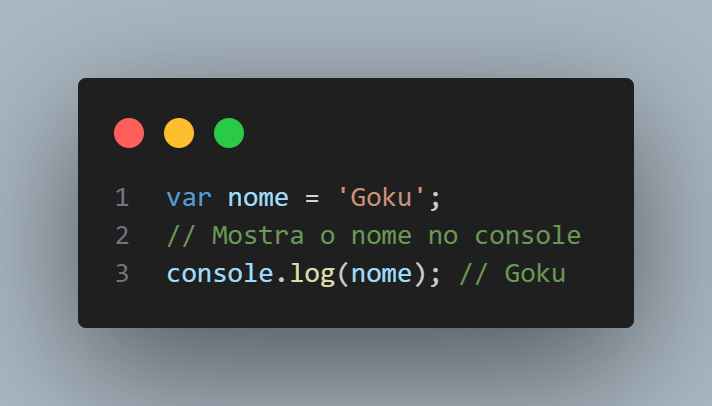 1 var nome = 'Goku';
2 // Mostra o nome no console
3 console.log(nome); // Goku